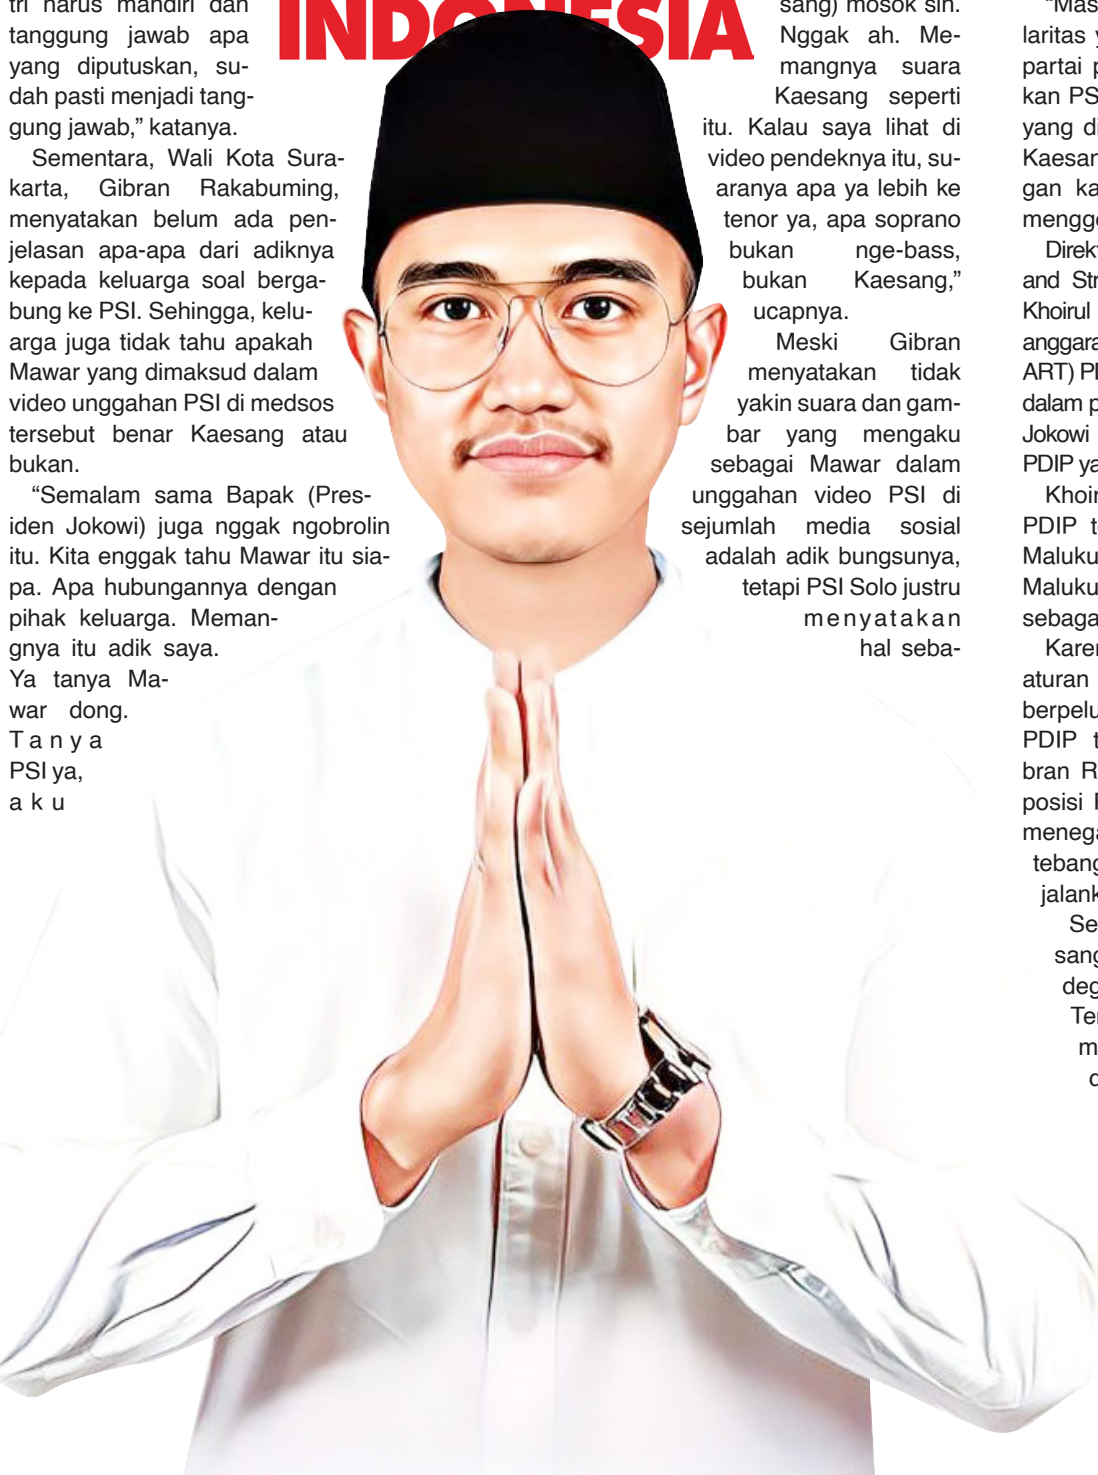 INDONESIA
tri harus mandiri dan
tanggung jawab apa
yang diputuskan, su-
dah pasti menjadi tang-
gung jawab,” katanya.
Sementara, Wali Kota Sura-
karta, Gibran Rakabuming,
menyatakan belum ada pen-
jelasan apa-apa dari adiknya
kepada keluarga soal berga-
bung ke PSI. Sehingga, kelu-
arga juga tidak tahu apakah
Mawar yang dimaksud dalam
video unggahan PSI di medsos
tersebut benar Kaesang atau
bukan.
“Semalam sama Bapak (Pres-
iden Jokowi) juga nggak ngobrolin
itu. Kita enggak tahu Mawar itu sia-
pa. Apa hubungannya dengan
pihak keluarga. Meman-
gnya itu adik saya.
Ya tanya Ma-
war dong.
Tanya
PSI ya,
aku
sang) mosok sih.
Nggak ah. Me-
mangnya suara
Kaesang seperti
itu. Kalau saya lihat di
video pendeknya itu, su-
aranya apa ya lebih ke
tenor ya, apa soprano
bukan nge-bass,
bukan Kaesang,”
ucapnya.
Meski Gibran
menyatakan tidak
yakin suara dan gam-
bar yang mengaku
sebagai Mawar dalam
unggahan video PSI di
sejumlah media sosial
adalah adik bungsunya,
tetapi PSI Solo justru
menyatakan
hal seba-
“Mas
laritas
partai
kan PS
yang di
Kaesan
gan ka
mengge
Direkt
and Str
Khoirul
anggara
ART) PD
dalam p
Jokowi
PDIP ya
Khoir
PDIP te
Maluku
Maluku
sebaga
Karen
aturan
berpelu
PDIP t
bran R
posisi
menega
tebang
jalank
Se
sang
deg
Ter
m